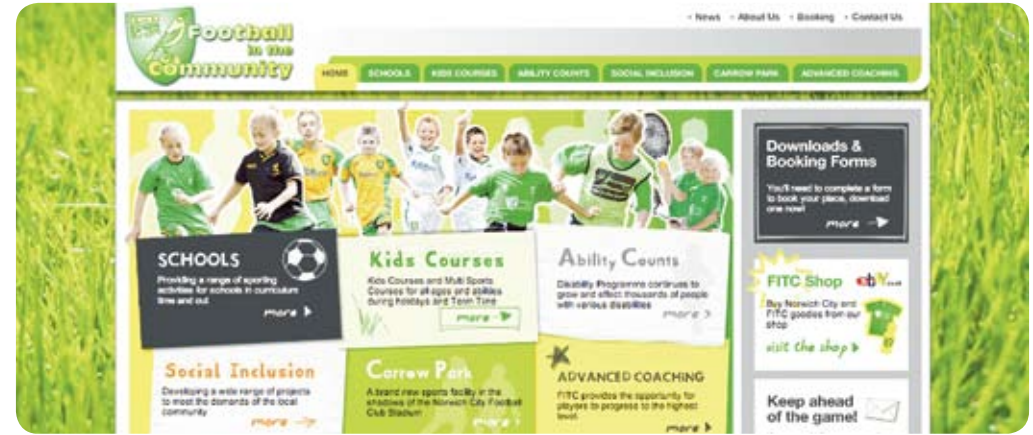 News About Us Booking Contact Us
Football
in the
Community
HOME SCHOOLS KIDS COURSES ABILITY COUNTS SOCIAL INCLUSION CARROW PARK ADVANCED COACHING
SCHOOLS
Providing a range of sporting
activities for schools in curriculum
time and out
more
Kids Courses
Kids Courses and Multi Sports
Courses for all ages and abilities
during holidays and Term Time
more
Ability Counts
Disability Programme continues to
grow and effect thousands of people
with various disabilities
more
Social Inclusion
Developing a wide range of projects
to meet the demands of the local
community
more
Carrow Park
A brand new sports facility in the
shadows of the Norwich City Football
Club Stadium
more
ADVANCED COACHING
FITC provides the opportunity for
players to progress to the highest
level.
more
Downloads &
Booking Forms
You'll need to complete a form
to book your place, download
one now!
more
FITC Shop
ebY.co.uk
Buy Norwich City and
FITC goodies from our
shop
visit the shop
Keep ahead
of the game!